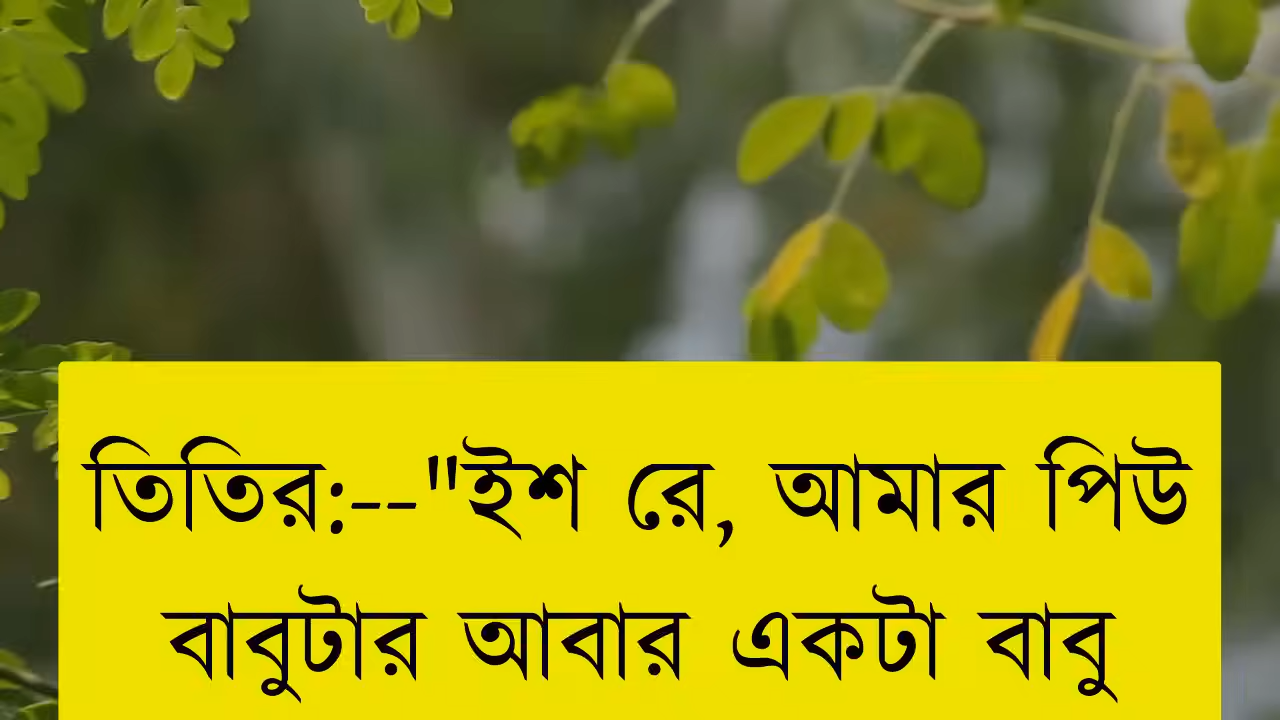 তিতির:--"ইশ রে, আমার পিউ
বাবুটার আবার একটা বাবু